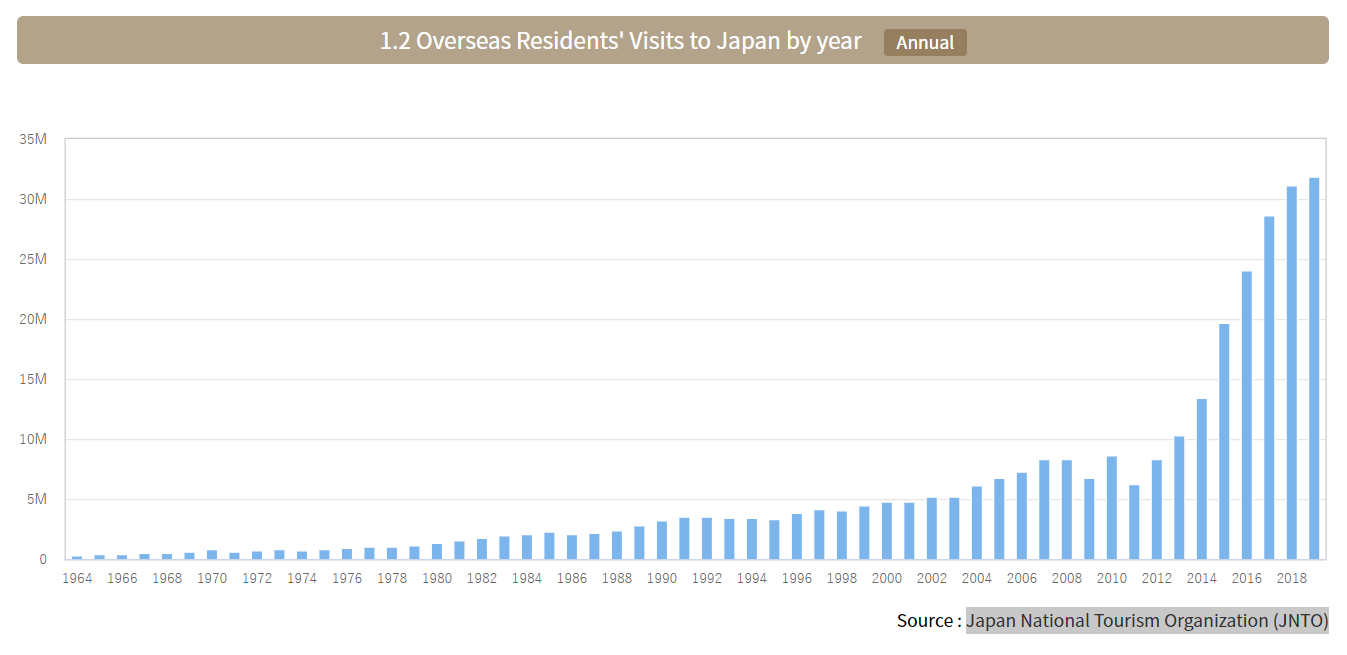 1.2 Overseas Residents' Visits to Japan by year Annual
35M
30M
25M
20M
15M
10M
5M
0
1964 1966 1968 1970 1972 1974 1976 1978 1980 1982 1984 1986 1988 1990 1992 1994 1996 1998 2000 2002 2004 2006 2008 2010 2012 2014 2016 2018
Source : Japan National Tourism Organization (JNTO)